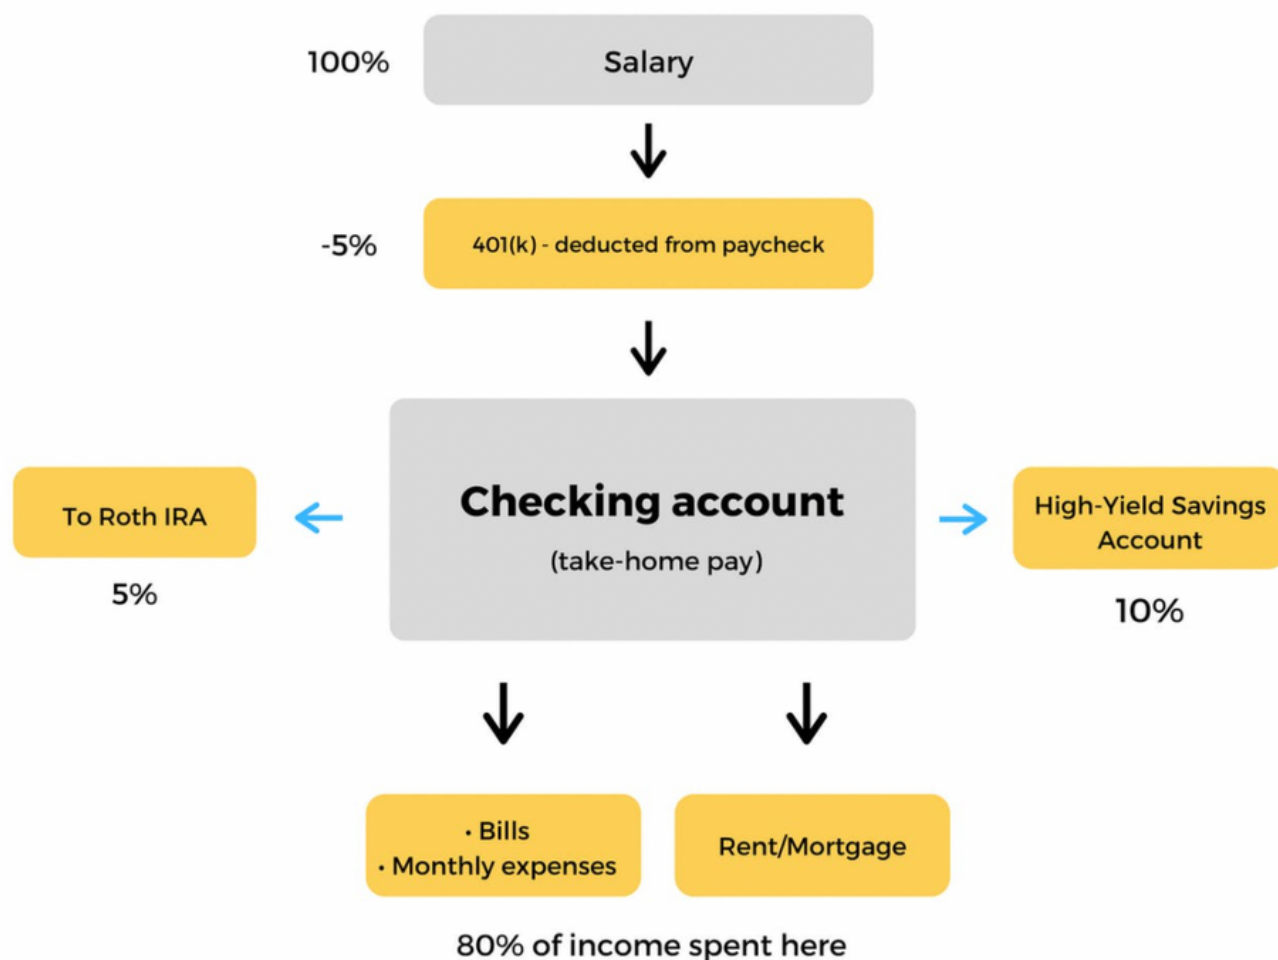 100%
Salary
-5%
401(k) - deducted from paycheck
Checking account
(take-home pay)
To Roth IRA
5%
High-Yield Savings
Account
10%
• Bills
• Monthly expenses
Rent/Mortgage
80% of income spent here